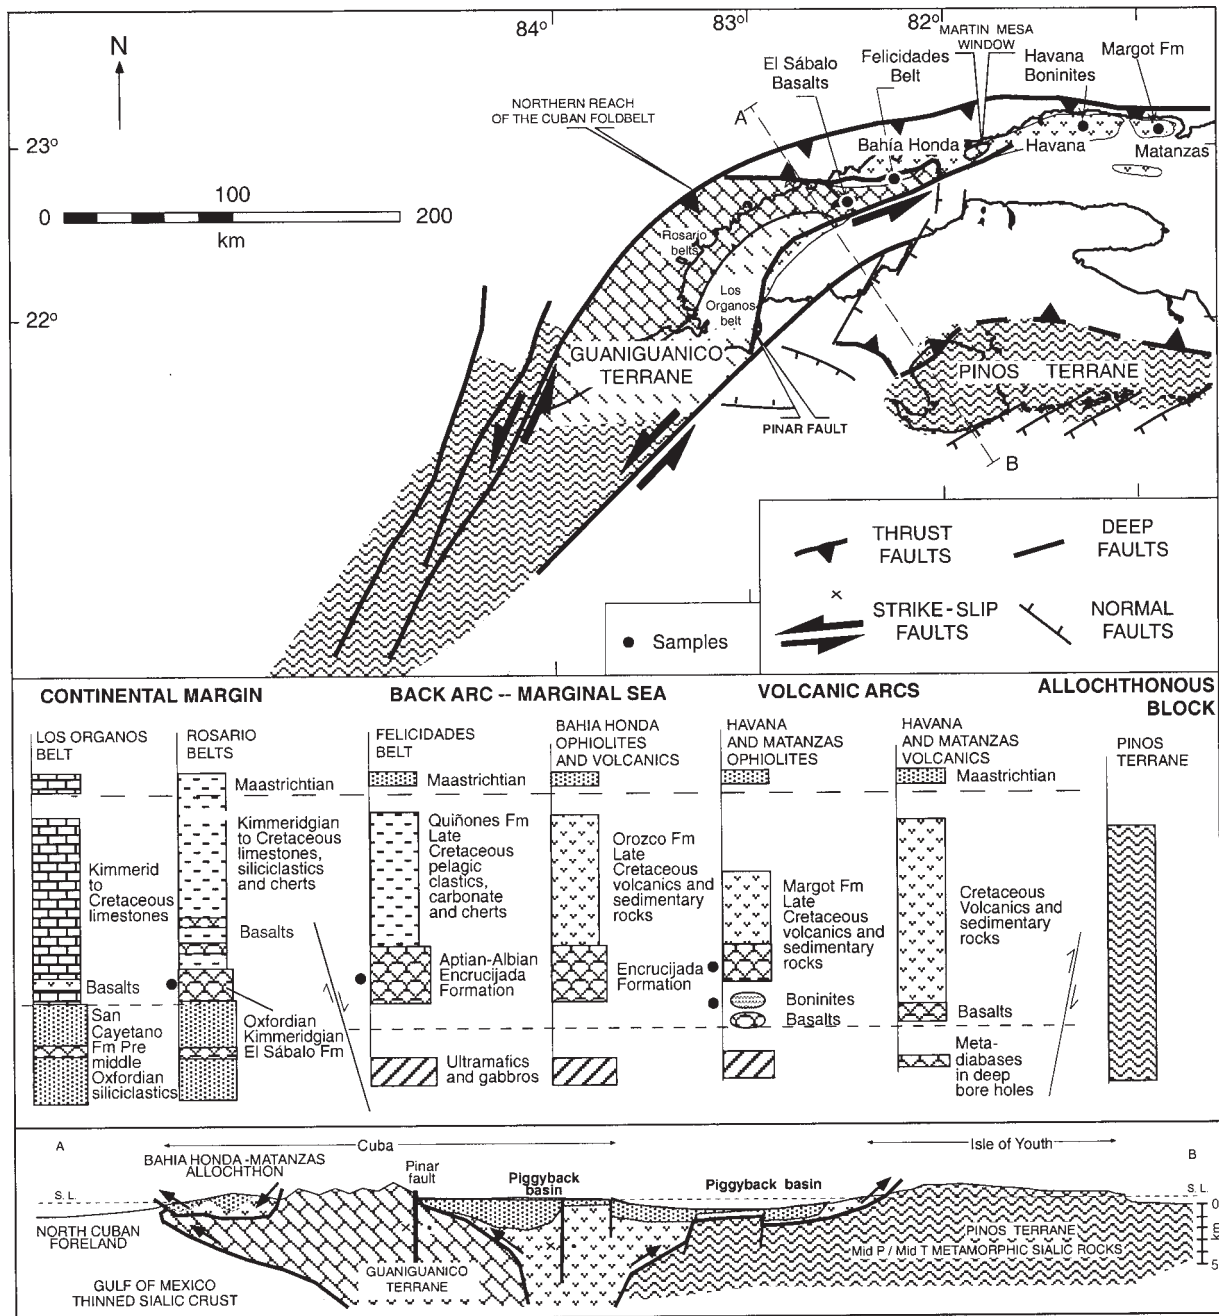 84° 83° 82°
N
MARTIN MESA
WINDOW
El Sábalo
Basalts
Felicidades
Belt
Havana
Boninites
Margot Fm
NORTHERN REACH
OF THE CUBAN FOLDBELT
A
23°
Bahía Honda
Havana
Matanzas
100
0 200
km
Rosario
belts
Los
Organos
belt
22°
GUANIGUANICO
TERRANE
PINOS TERRANE
PINAR FAULT
B
THRUST
FAULTS
DEEP
FAULTS
STRIKE-SLIP
FAULTS
NORMAL
FAULTS
Samples
CONTINENTAL MARGIN
BACK ARC -- MARGINAL SEA
VOLCANIC ARCS
ALLOCHTHONOUS
BLOCK
LOS ORGANOS
BELT
ROSARIO
BELTS
FELICIDADES
BELT
BAHIA HONDA
OPHIOLITES
AND VOLCANICS
HAVANA
AND MATANZAS
OPHIOLITES
HAVANA
AND MATANZAS
VOLCANICS
PINOS
TERRANE
Maastrichtian
Maastrichtian
Maastrichtian
Kimmerid
to
Cretaceous
limestones
Basalts
San
Cayetano
Fm Pre
middle
Oxfordian
siliciclastics
Kimmeridgian
to Cretaceous
limestones,
siliciclastics
and cherts
Basalts
Oxfordian
Kimmeridgian
El Sábalo Fm
Quiñones Fm
Late
Cretaceous
pelagic
clastics,
carbonate
and cherts
Aptian-Albian
Encrucijada
Formation
Ultramafics
and gabbros
Orozco Fm
Late
Cretaceous
volcanics and
sedimentary
rocks
Encrucijada
Formation
Margot Fm
Late
Cretaceous
volcanics and
sedimentary
rocks
Boninites
Basalts
Cretaceous
Volcanics and
sedimentary
rocks
Basalts
Meta-
diabases
in deep
bore holes
A
Cuba
Isle of Youth
B
BAHIA HONDA-MATANZAS
ALLOCHTHON
Pinar
fault
Piggyback
basin
Piggyback basin
S.L.
S.L.
0
km
5
NORTH CUBAN
FORELAND
GUANIGUANICO
TERRANE
PINOS TERRANE
Mid P / Mid T METAMORPHIC SIALIC ROCKS
GULF OF MEXICO
THINNED SIALIC CRUST